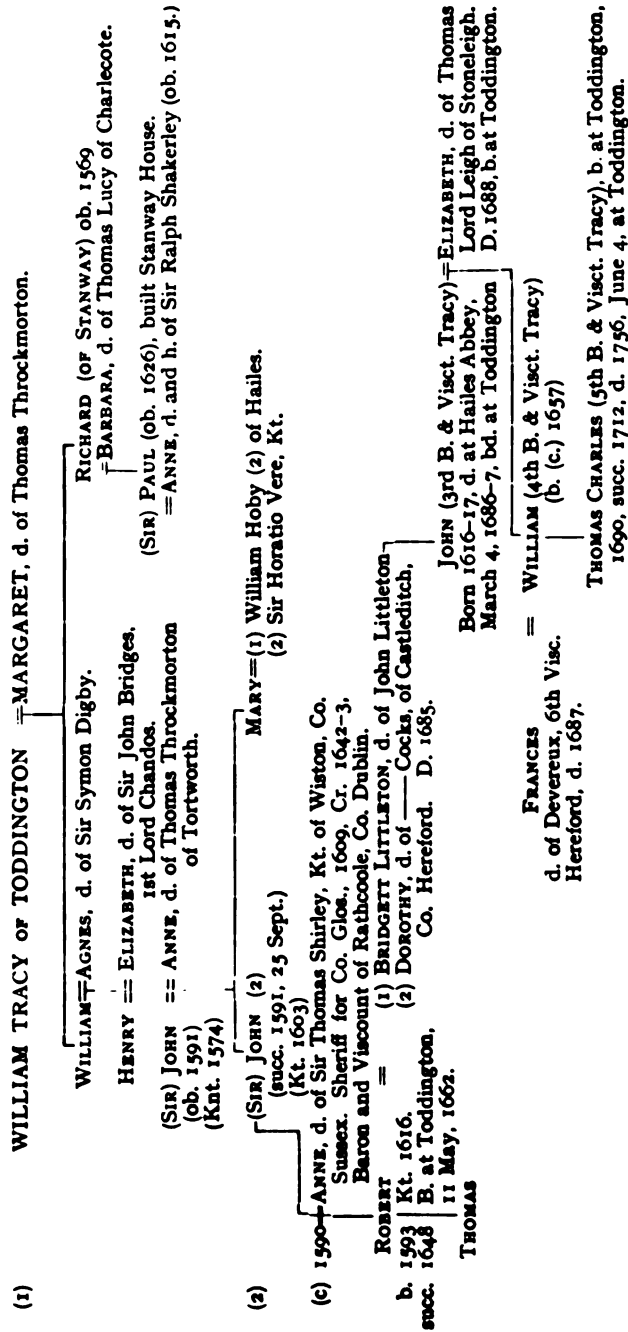 (1)
WILLIAM TRACY OF TODDINGTON = MARGARET, d. of Thomas Throckmorton.
WILLIAM = AGNES, d. of Sir Symon Digby.
HENRY == ELIZABETH, d. of Sir John Bridges,
1st Lord Chandos.
(SIR) JOHN == ANNE, d. of Thomas Throckmorton
(ob. 1591) of Tortworth.
(Knt. 1574)
RICHARD (OF STANWAY) ob. 1569
=BARBARA, d. of Thomas Lucy of Charlecote.
(SIR) PAUL (ob. 1626), built Stanway House.
=ANNE, d. and h. of Sir Ralph Shakerley (ob. 1615.)
(2)
(SIR) JOHN (2)
(succ. 1591, 25 Sept.)
(Kt. 1603)
MARY=(1) William Hoby (2) of Hailes.
(2) Sir Horatio Vere, Kt.
(c) 1590=ANNE, d. of Sir Thomas Shirley, Kt. of Wiston, Co.
Sussex. Sheriff for Co. Glos., 1609, Cr. 1642-3,
Baron and Viscount of Rathcoole, Co. Dublin.
ROBERT = (1) BRIDGETT LITTLETON, d. of John Littleton
b. 1593 Kt. 1616. (2) DOROTHY, d. of —— Cocks, of Castleditch,
succ. 1648 B. at Toddington, Co. Hereford. D. 1685.
11 May, 1662.
THOMAS
JOHN (3rd B. & Visct. Tracy)=ELIZABETH, d. of Thomas
Born 1616-17, d. at Hailes Abbey, Lord Leigh of Stoneleigh.
March 4, 1686-7, bd. at Toddington D. 1688, b. at Toddington.
FRANCES = WILLIAM (4th B. & Visct. Tracy)
d. of Devereux, 6th Visc. (b. (c.) 1657)
Hereford, d. 1687.
THOMAS CHARLES (5th B. & Visct. Tracy), b. at Toddington,
1690, succ. 1712, d. 1756, June 4, at Toddington.